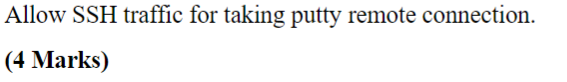 Allow SSH traffic for taking putty remote connection.
(4 Marks)